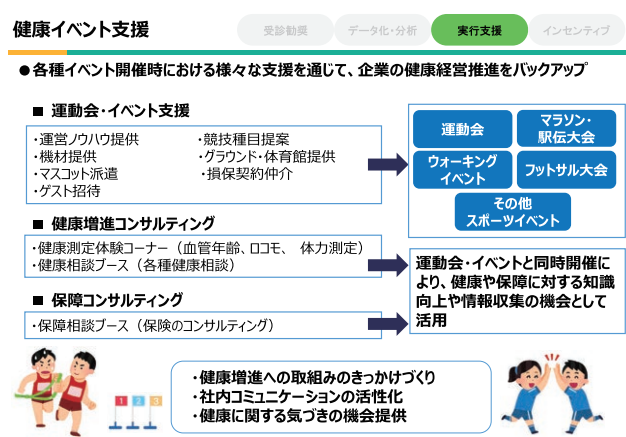 健康イベント支援
受診勧奨
データ化・分析
実行支援
インセンティブ
●各種イベント開催時における様々な支援を通じて、企業の健康経営推進をバックアップ
■ 運動会・イベント支援
・運営ノウハウ提供
・競技種目提案
・機材提供
・グラウンド・体育館提供
・マスコット派遣
・損保契約仲介
・ゲスト招待
運動会
マラソン・
駅伝大会
ウォーキング
イベント
フットサル大会
その他
スポーツイベント
■ 健康増進コンサルティング
・健康測定体験コーナー（血管年齢、ロコモ、 体力測定）
・健康相談ブース（各種健康相談）
■ 保障コンサルティング
・保障相談ブース（保険のコンサルティング）
運動会・イベントと同時開催に
より、健康や保障に対する知識
向上や情報収集の機会として
活用
1
2
3
・健康増進への取組みのきっかけづくり
・社内コミュニケーションの活性化
・健康に関する気づきの機会提供